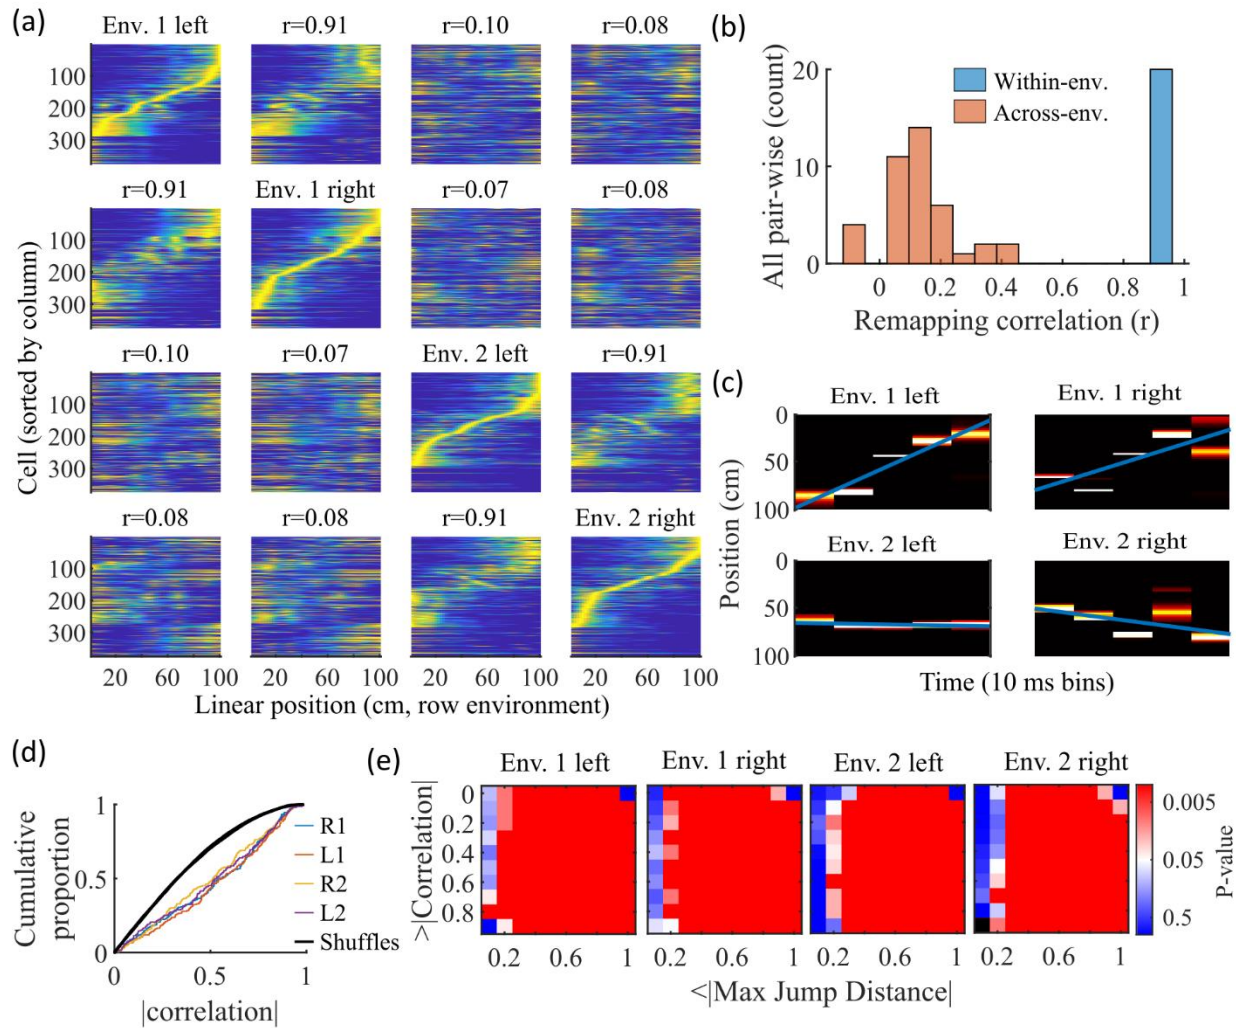 (a)
Env. 1 left r=0.91 r=0.10 r=0.08
100
200
300
r=0.91 Env. 1 right r=0.07 r=0.08
100
200
300
r=0.10 r=0.07 Env. 2 left r=0.91
100
200
300
r=0.08 r=0.08 r=0.91 Env. 2 right
100
200
300
20 60 100 20 60 100 20 60 100 20 60 100
Cell (sorted by column)
Linear position (cm, row environment)
(b)
20
10
0
Within-env.
Across-env.
0 0.2 0.4 0.6 0.8 1
All pair-wise (count)
Remapping correlation (r)
(c)
Env. 1 left Env. 1 right
0
50
100
Env. 2 left Env. 2 right
0
50
100
Position (cm)
Time (10 ms bins)
(d)
1
0.5
0
R1
L1
R2
L2
Shuffles
0 0.5 1
Cumulative
proportion
|correlation|
(e)
Env. 1 left Env. 1 right Env. 2 left Env. 2 right
0
0.2
0.4
0.6
0.8
0.2 0.6 1 0.2 0.6 1 0.2 0.6 1 0.2 0.6 1
>|Correlation|
<|Max Jump Distance|
0.005
0.05
0.5
P-value